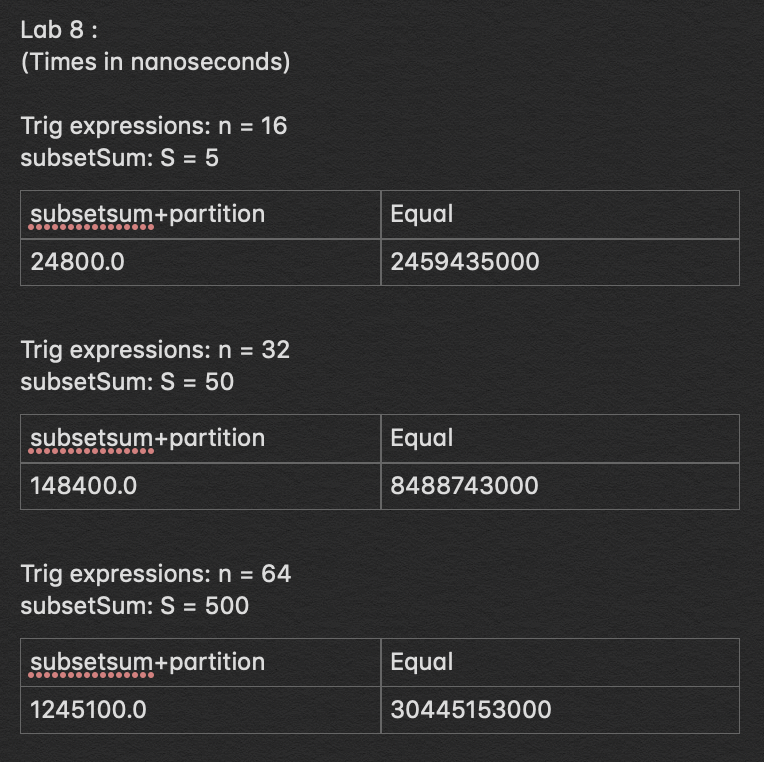 Lab 8 :
(Times in nanoseconds)
Trig expressions: n = 16
subsetSum: S = 5
subsetsum+partition Equal
24800.0 2459435000
Trig expressions: n = 32
subsetSum: S = 50
subsetsum+partition Equal
148400.0 8488743000
Trig expressions: n = 64
subsetSum: S = 500
subsetsum+partition Equal
1245100.0 30445153000